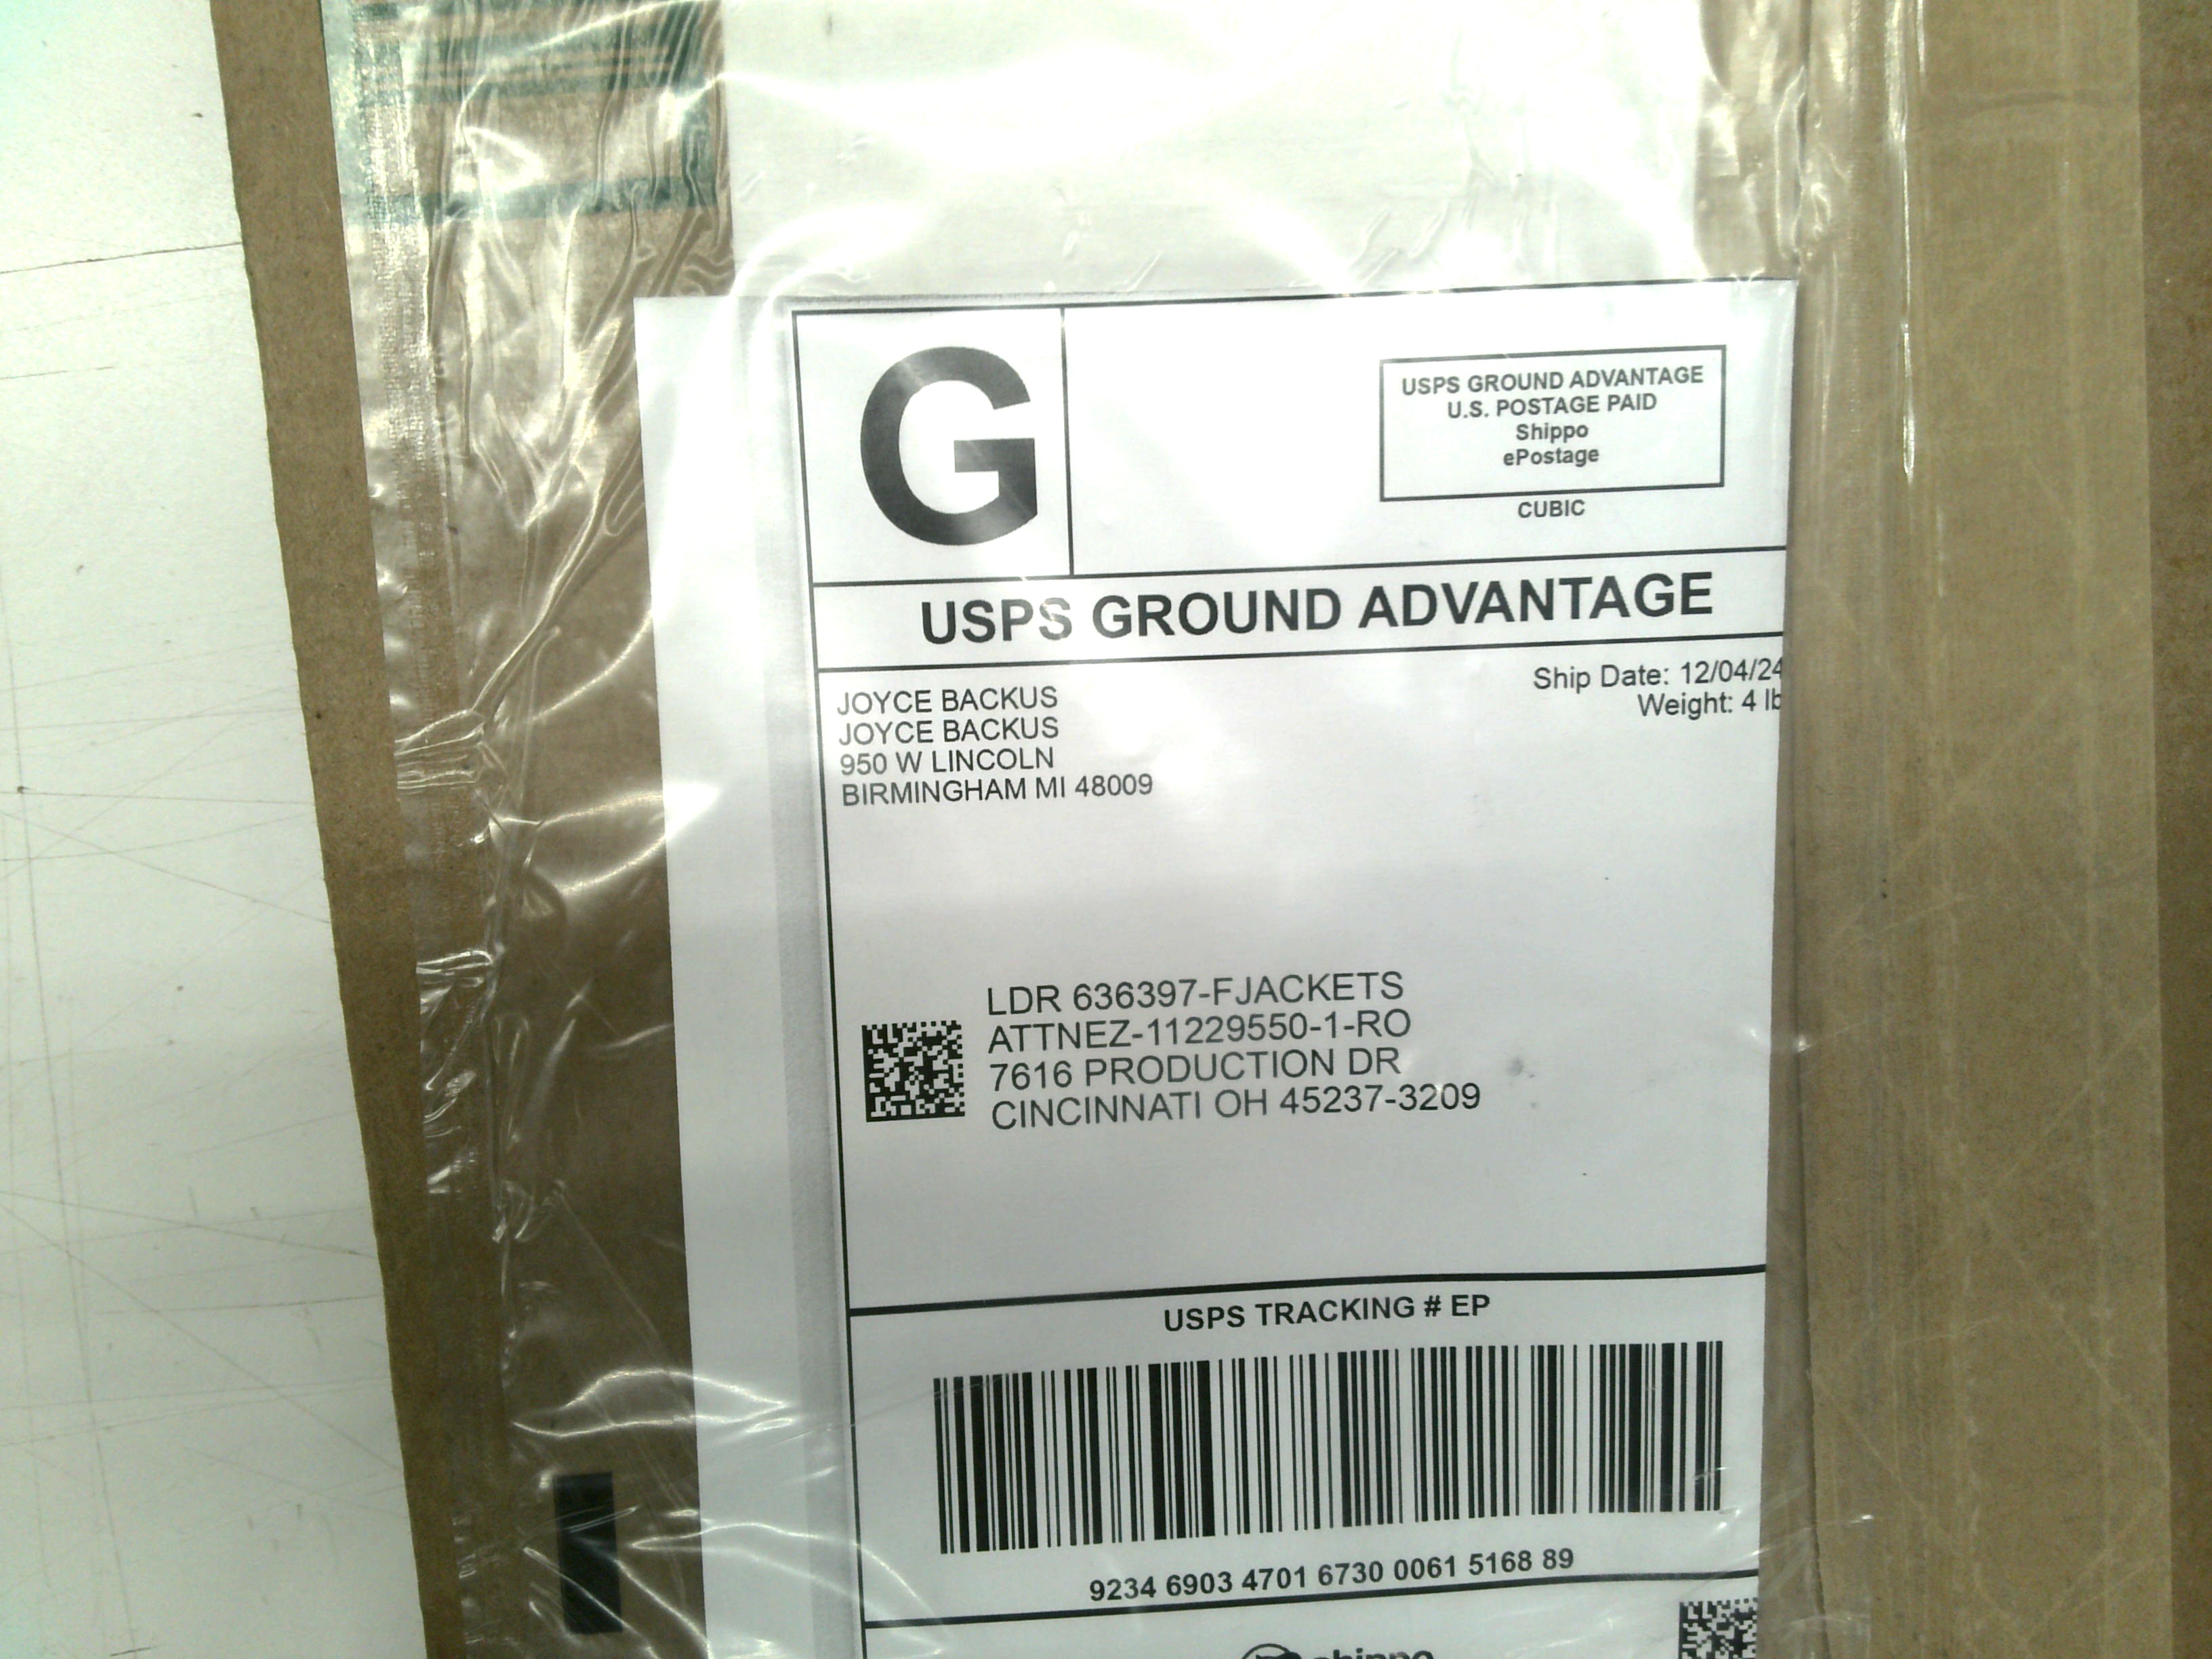 G
USPS GROUND ADVANTAGE
U.S. POSTAGE PAID
Shippo
ePostage
CUBIC
USPS GROUND ADVANTAGE
Ship Date: 12/04/24
Weight: 4 lb
JOYCE BACKUS
JOYCE BACKUS
950 W LINCOLN
BIRMINGHAM MI 48009
LDR 636397-FJACKETS
ATTNEZ-11229550-1-RO
7616 PRODUCTION DR
CINCINNATI OH 45237-3209
USPS TRACKING # EP
9234 6903 4701 6730 0061 5168 89
shippo